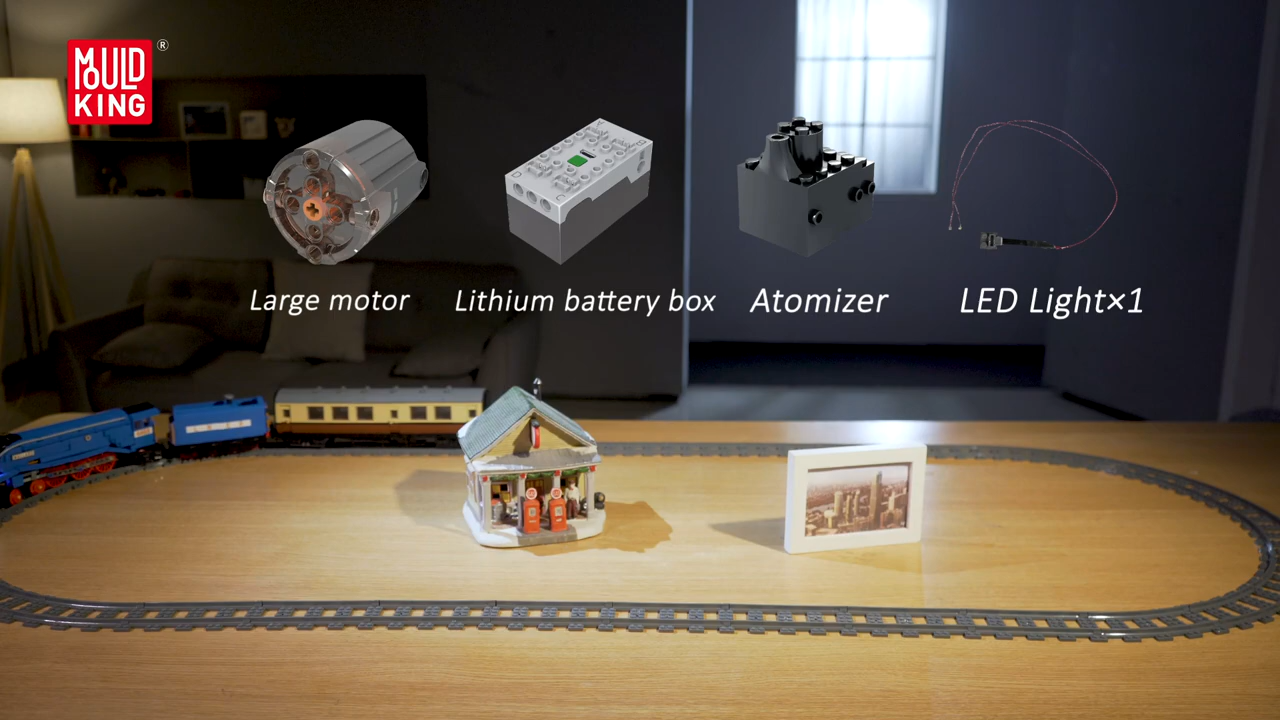 MOULD
KING
®
Large motor
Lithium battery box
Atomizer
LED Light×1